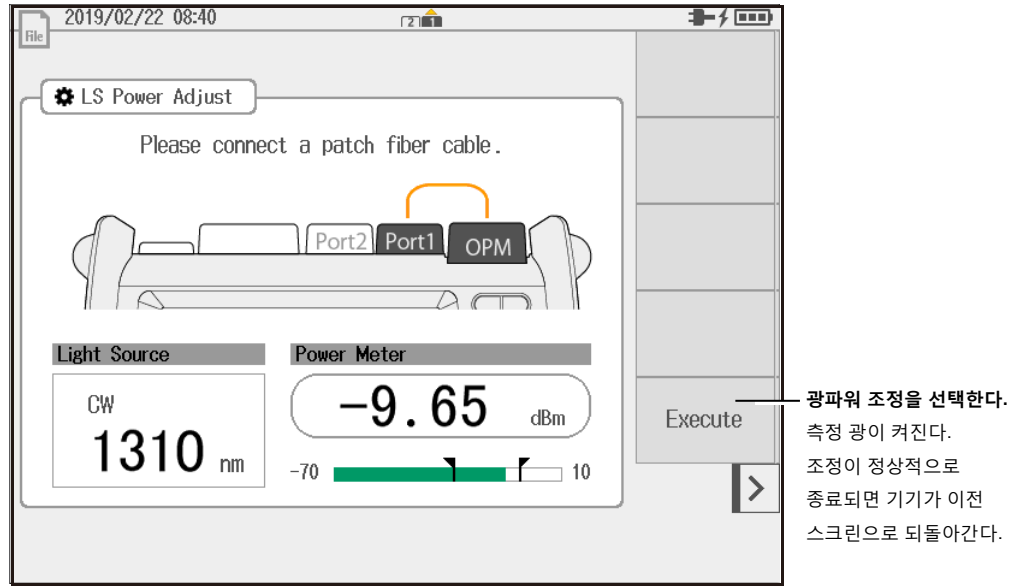 2019/02/22 08:40
2 1
File
LS Power Adjust
Please connect a patch fiber cable.
Port2 Port1 OPM
Light Source
CW
1310 nm
Power Meter
-9.65 dBm
-70 10
Execute
광파워 조정을 선택한다.
측정 광이 켜진다.
조정이 정상적으로
종료되면 기기가 이전
스크린으로 되돌아간다.